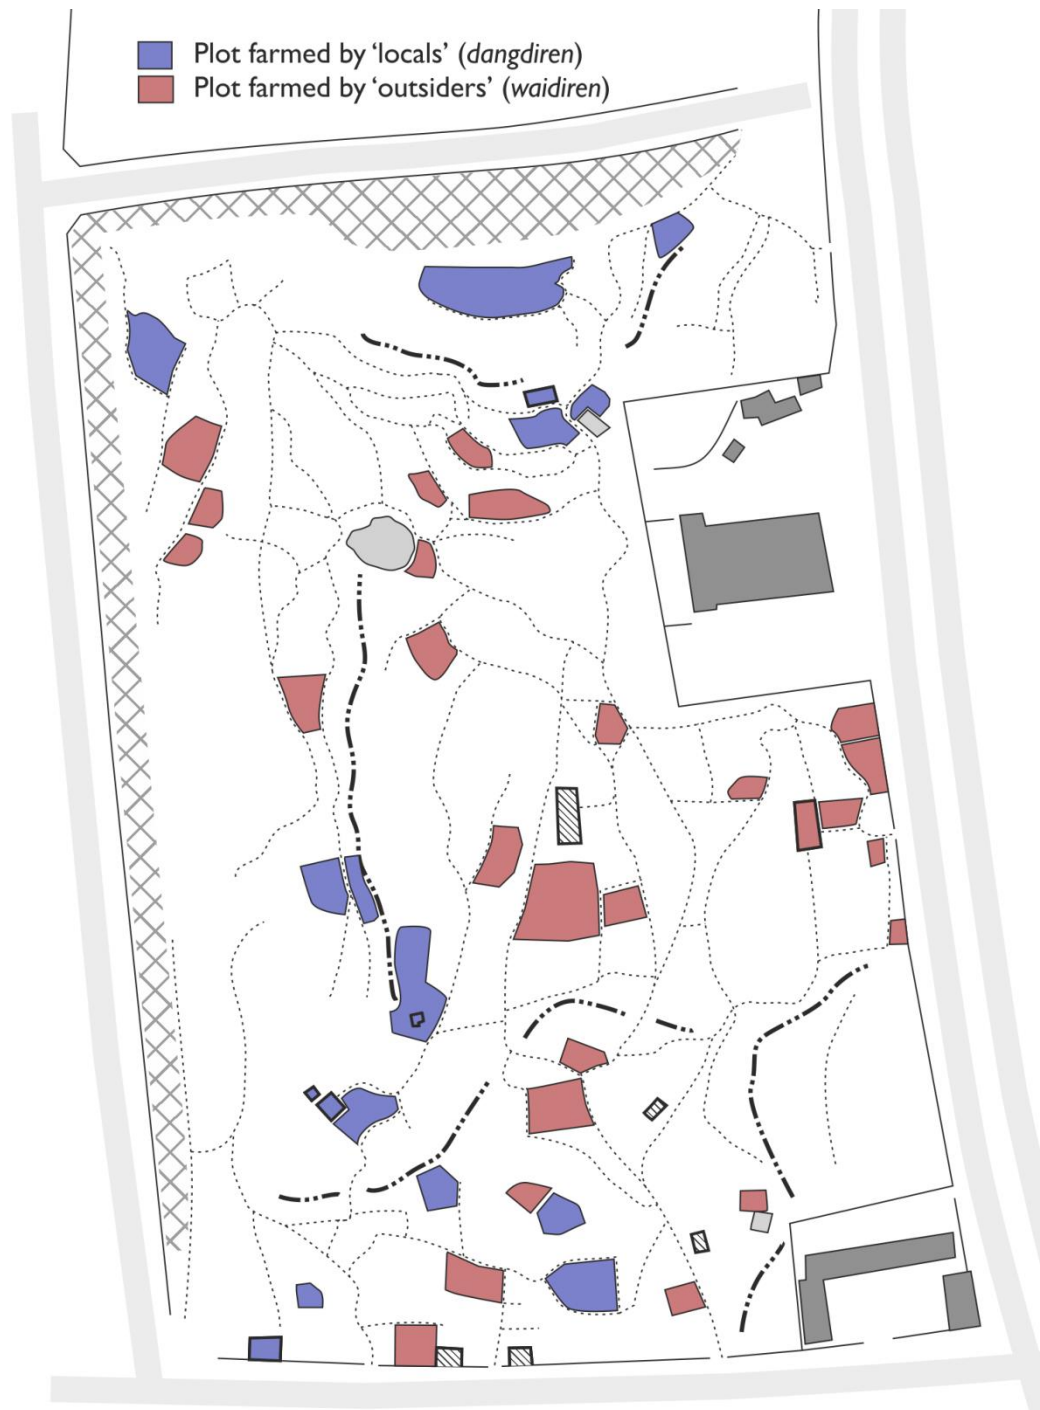 Plot farmed by ‘locals’ (dangdiren)
Plot farmed by ‘outsiders’ (waidiren)